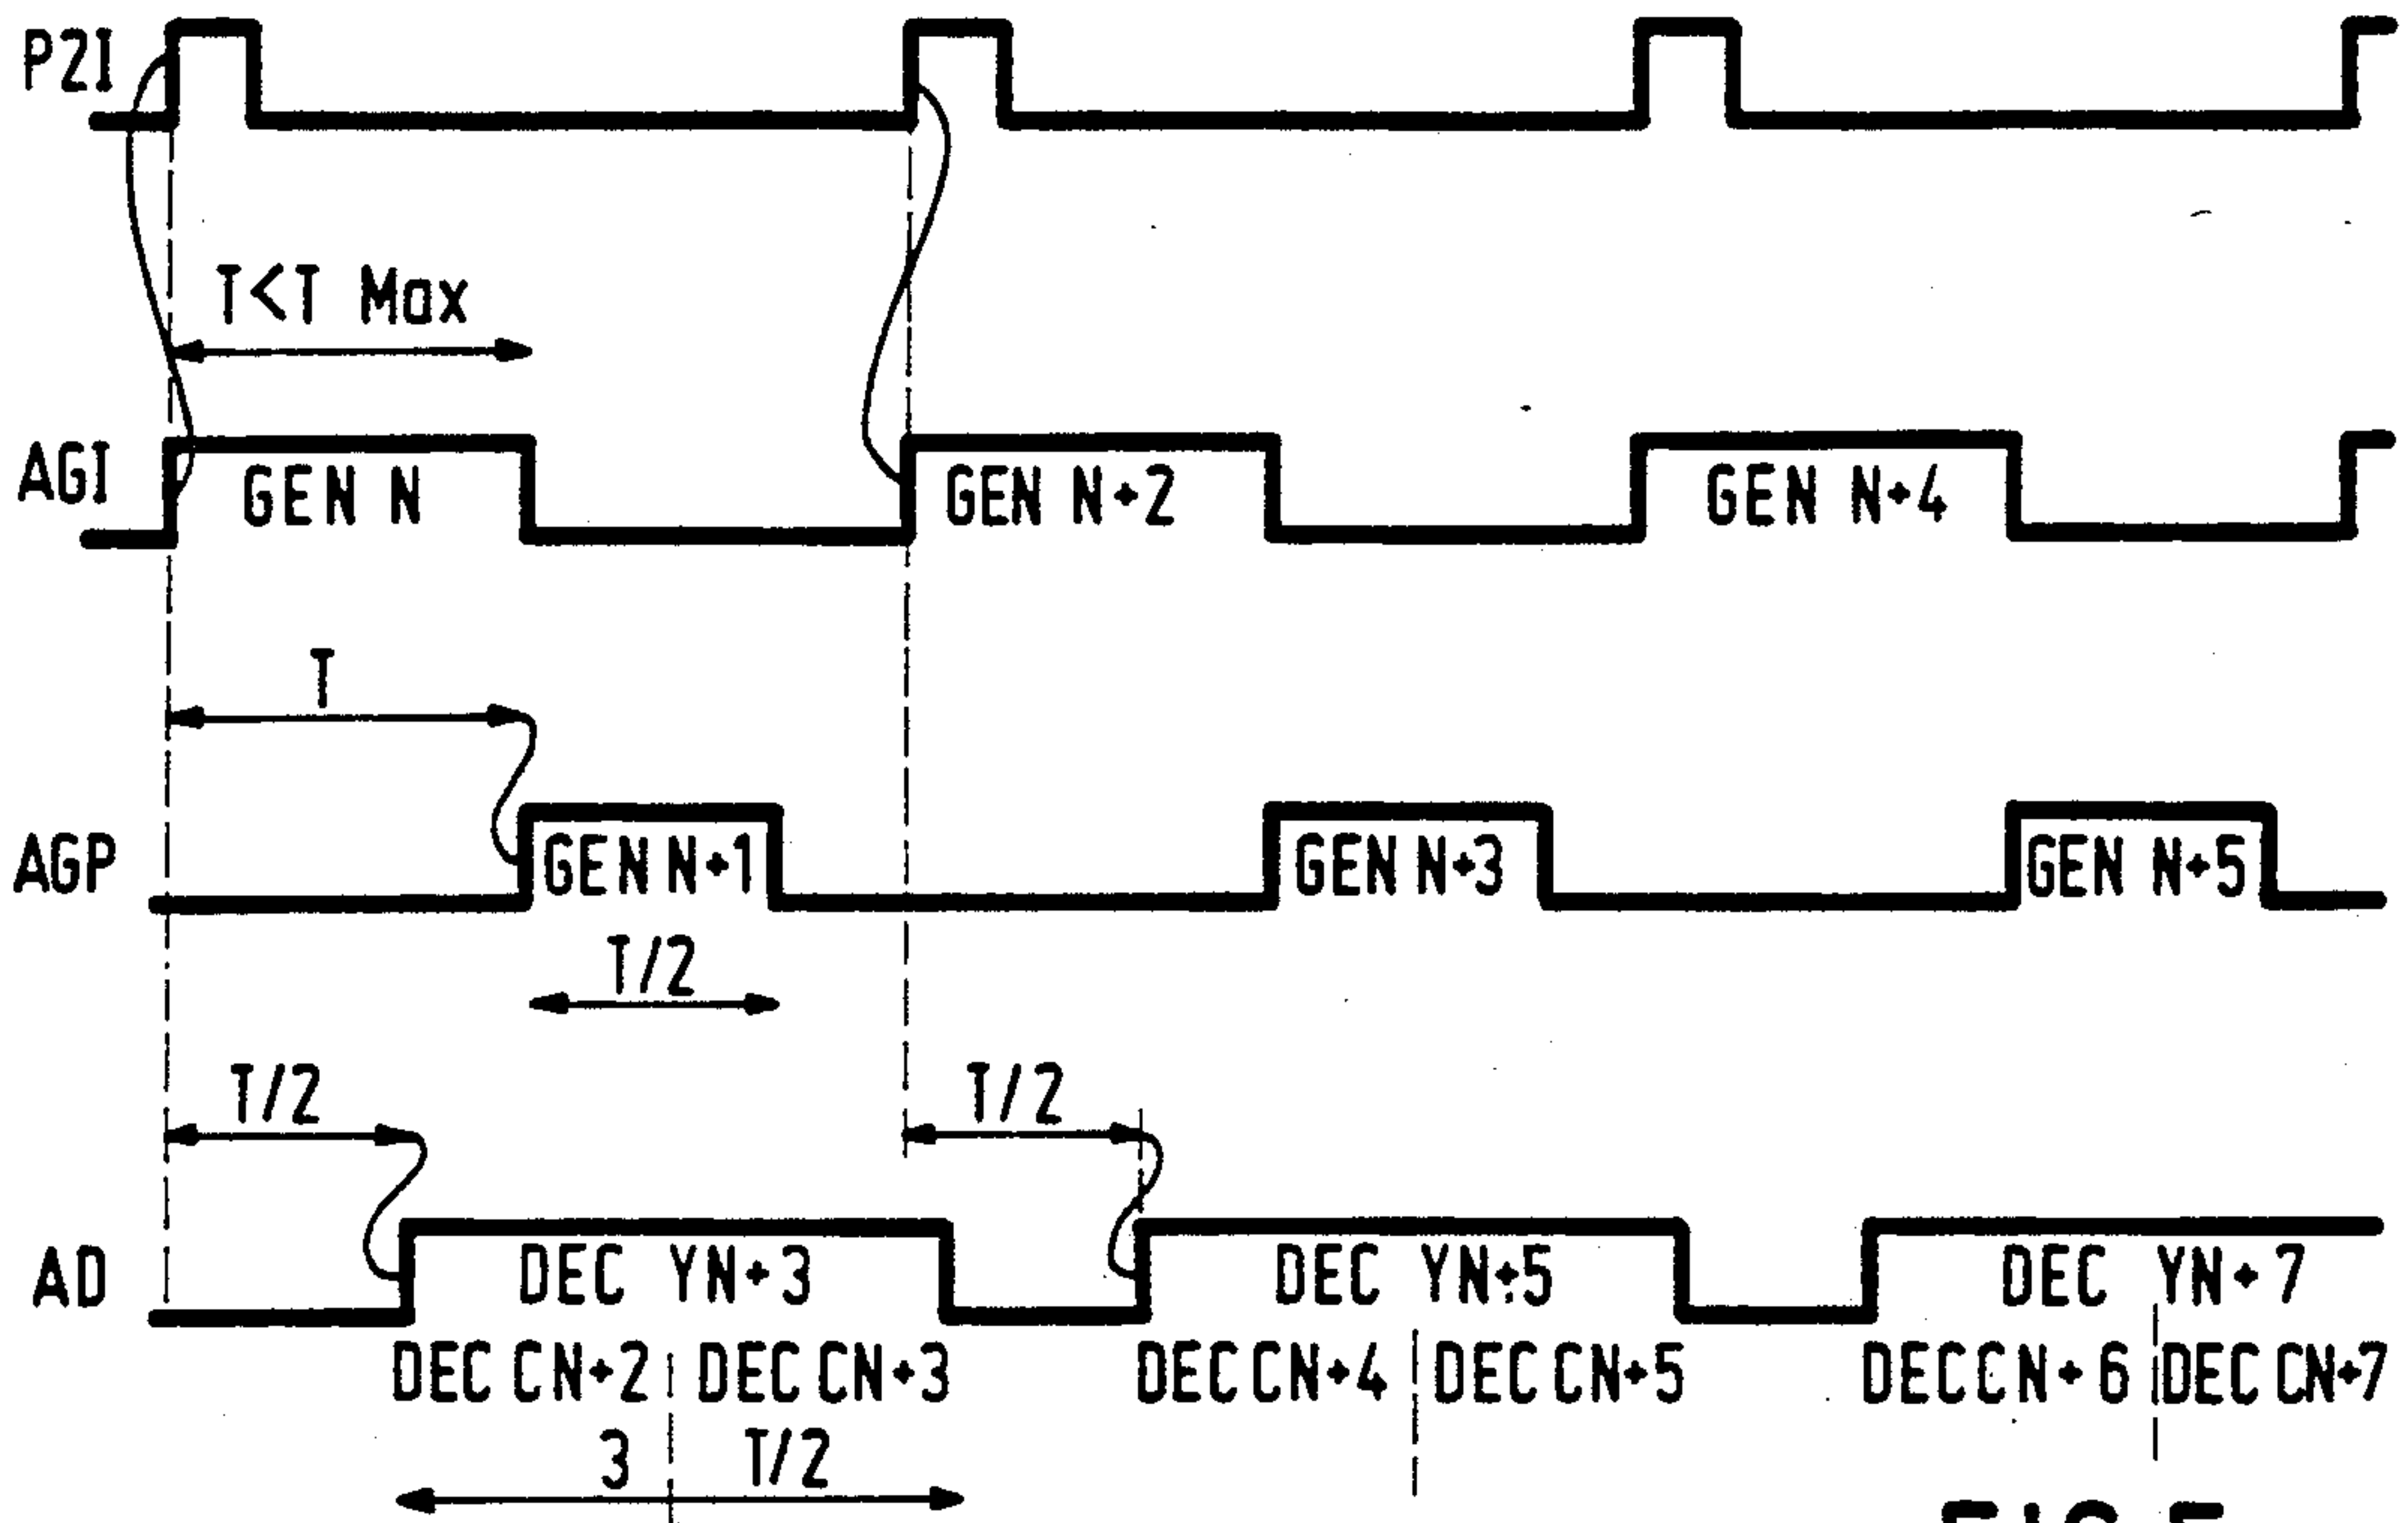 P2I
T<T Max
AGI
GEN N
GEN N+2
GEN N+4
T
AGP
GEN N+1
GEN N+3
GEN N+5
T/2
T/2
T/2
AD
DEC YN+3
DEC YN+5
DEC YN+7
DEC CN+2
DEC CN+3
DEC CN+4
DEC CN+5
DEC CN+6
DEC CN+7
3 T/2